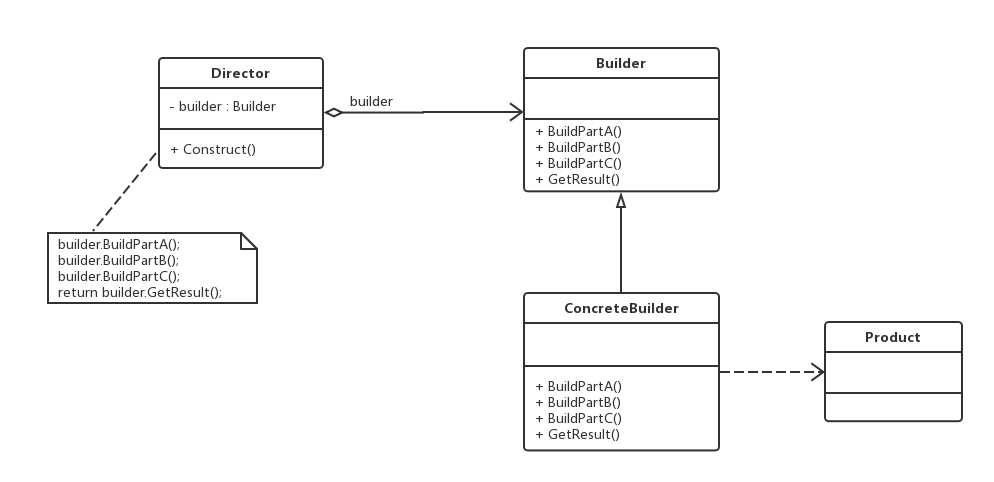 Director
- builder : Builder
+ Construct()
builder
Builder
+ BuildPartA()
+ BuildPartB()
+ BuildPartC()
+ GetResult()
builder.BuildPartA();
builder.BuildPartB();
builder.BuildPartC();
return builder.GetResult();
ConcreteBuilder
+ BuildPartA()
+ BuildPartB()
+ BuildPartC()
+ GetResult()
Product